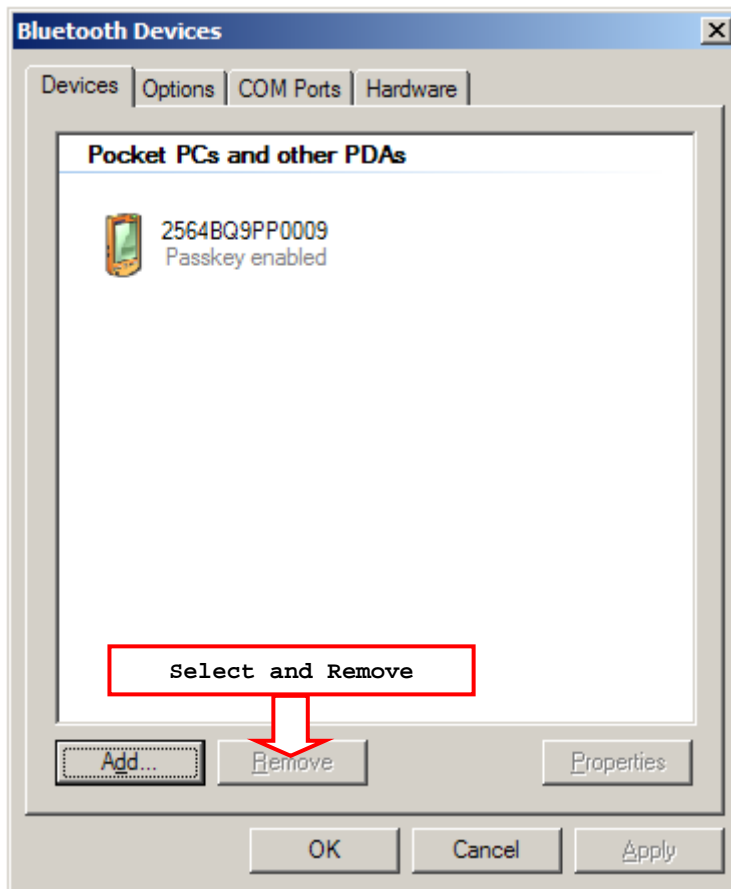 Bluetooth Devices
Devices Options COM Ports Hardware
Pocket PCs and other PDAs
2564BQ9PP0009
Passkey enabled
Select and Remove
Add... Remove Properties
OK Cancel Apply